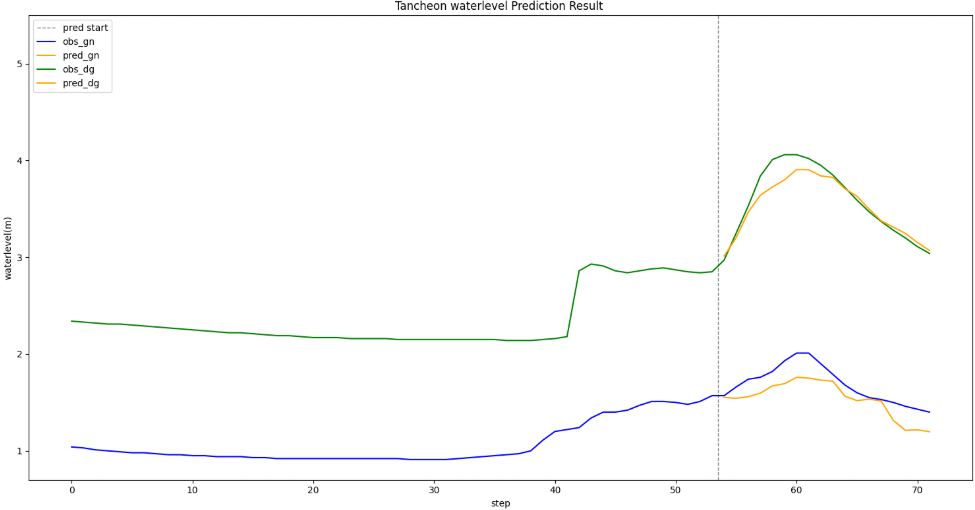 Tancheon waterlevel Prediction Result
pred start
obs_gn
pred_gn
obs_dg
pred_dg
5
4
3
2
1
waterlevel(m)
0 10 20 30 40 50 60 70
step